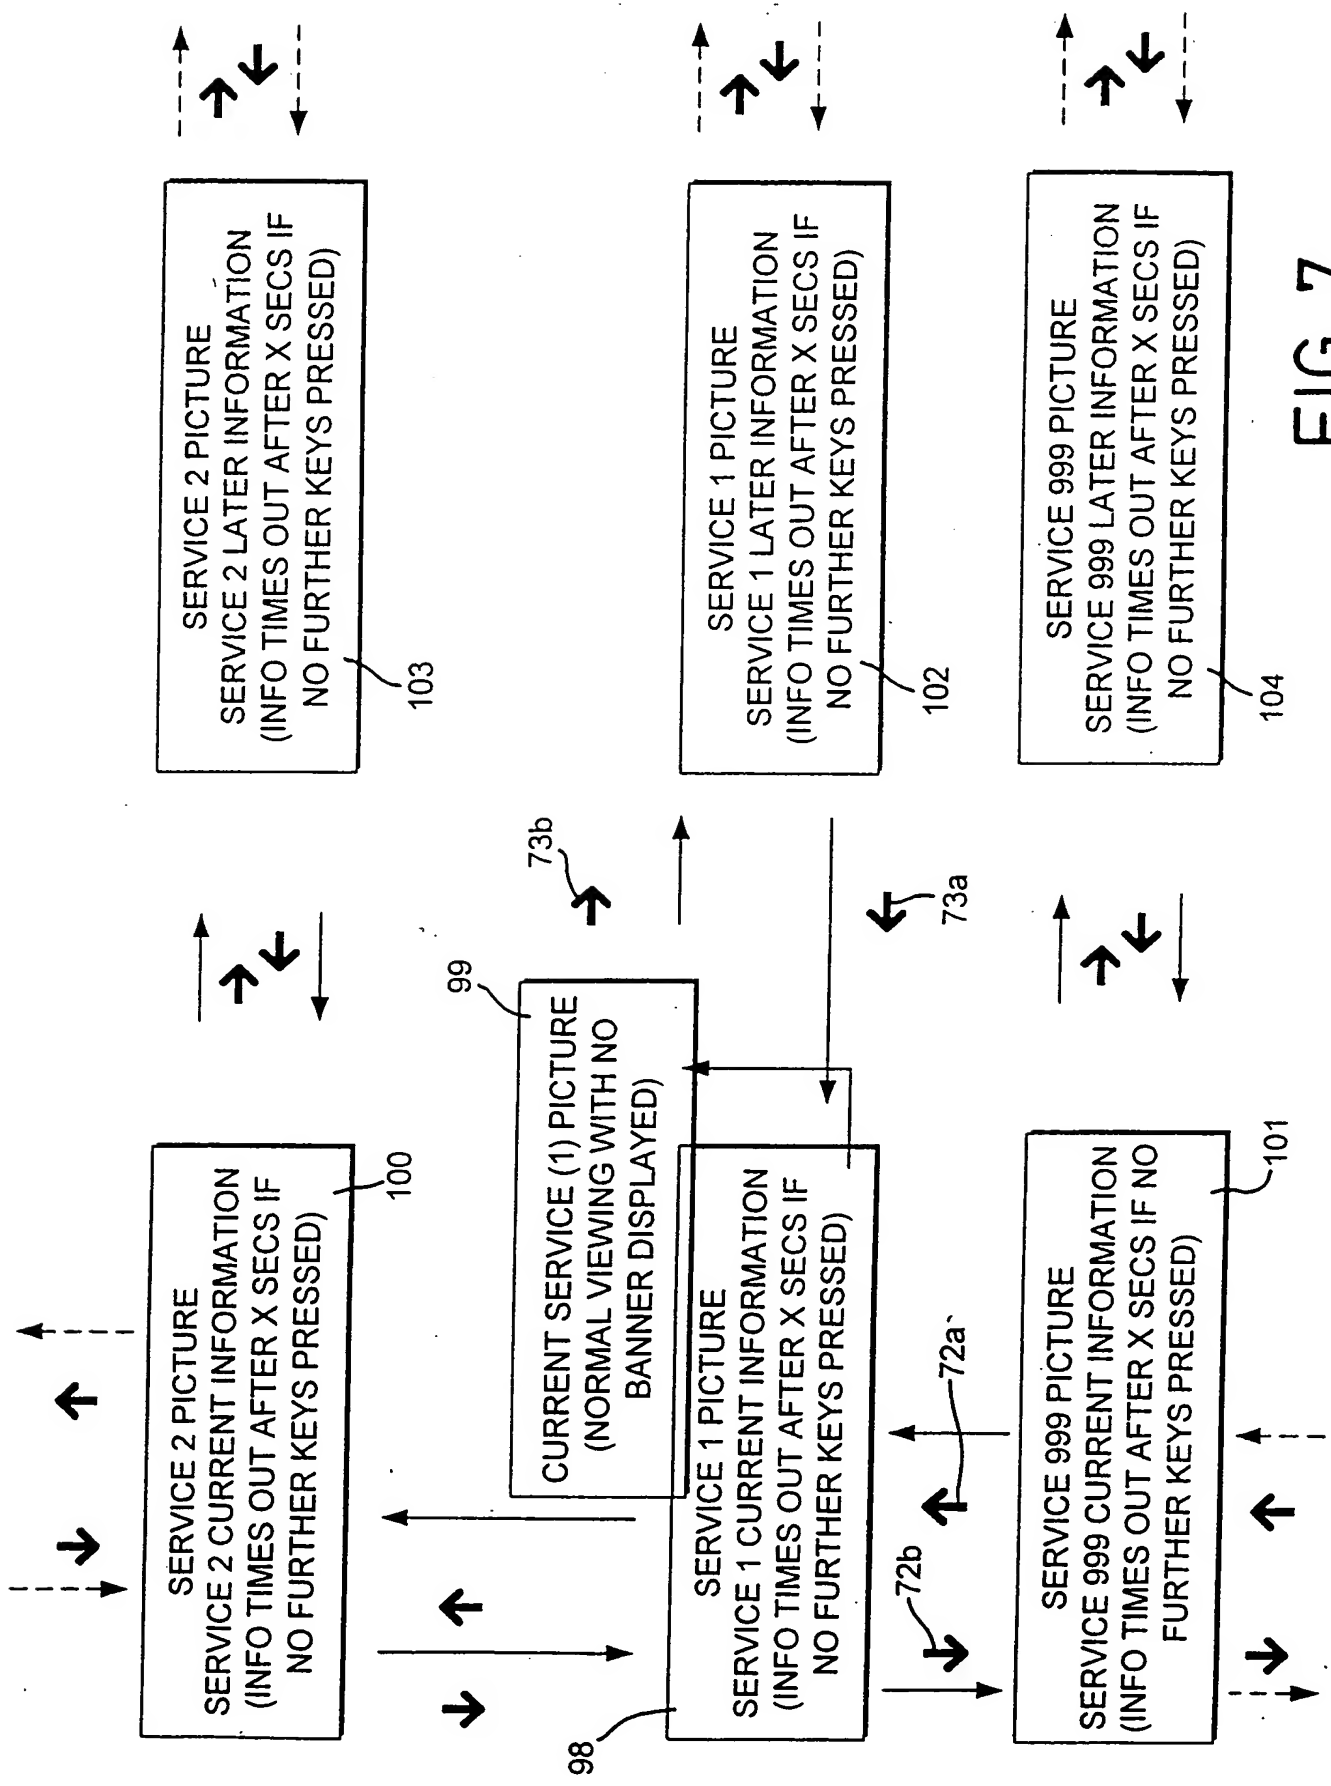 SERVICE 2 PICTURE
SERVICE 2 CURRENT INFORMATION
(INFO TIMES OUT AFTER X SECS IF
NO FURTHER KEYS PRESSED)
100
SERVICE 2 PICTURE
SERVICE 2 LATER INFORMATION
(INFO TIMES OUT AFTER X SECS IF
NO FURTHER KEYS PRESSED)
103
99
CURRENT SERVICE (1) PICTURE
(NORMAL VIEWING WITH NO
BANNER DISPLAYED)
73b
98
SERVICE 1 PICTURE
SERVICE 1 CURRENT INFORMATION
(INFO TIMES OUT AFTER X SECS IF
NO FURTHER KEYS PRESSED)
SERVICE 1 PICTURE
SERVICE 1 LATER INFORMATION
(INFO TIMES OUT AFTER X SECS IF
NO FURTHER KEYS PRESSED)
102
72b
72a
73a
SERVICE 999 PICTURE
SERVICE 999 CURRENT INFORMATION
(INFO TIMES OUT AFTER X SECS IF NO
FURTHER KEYS PRESSED)
101
SERVICE 999 PICTURE
SERVICE 999 LATER INFORMATION
(INFO TIMES OUT AFTER X SECS IF
NO FURTHER KEYS PRESSED)
104
FIG. 7